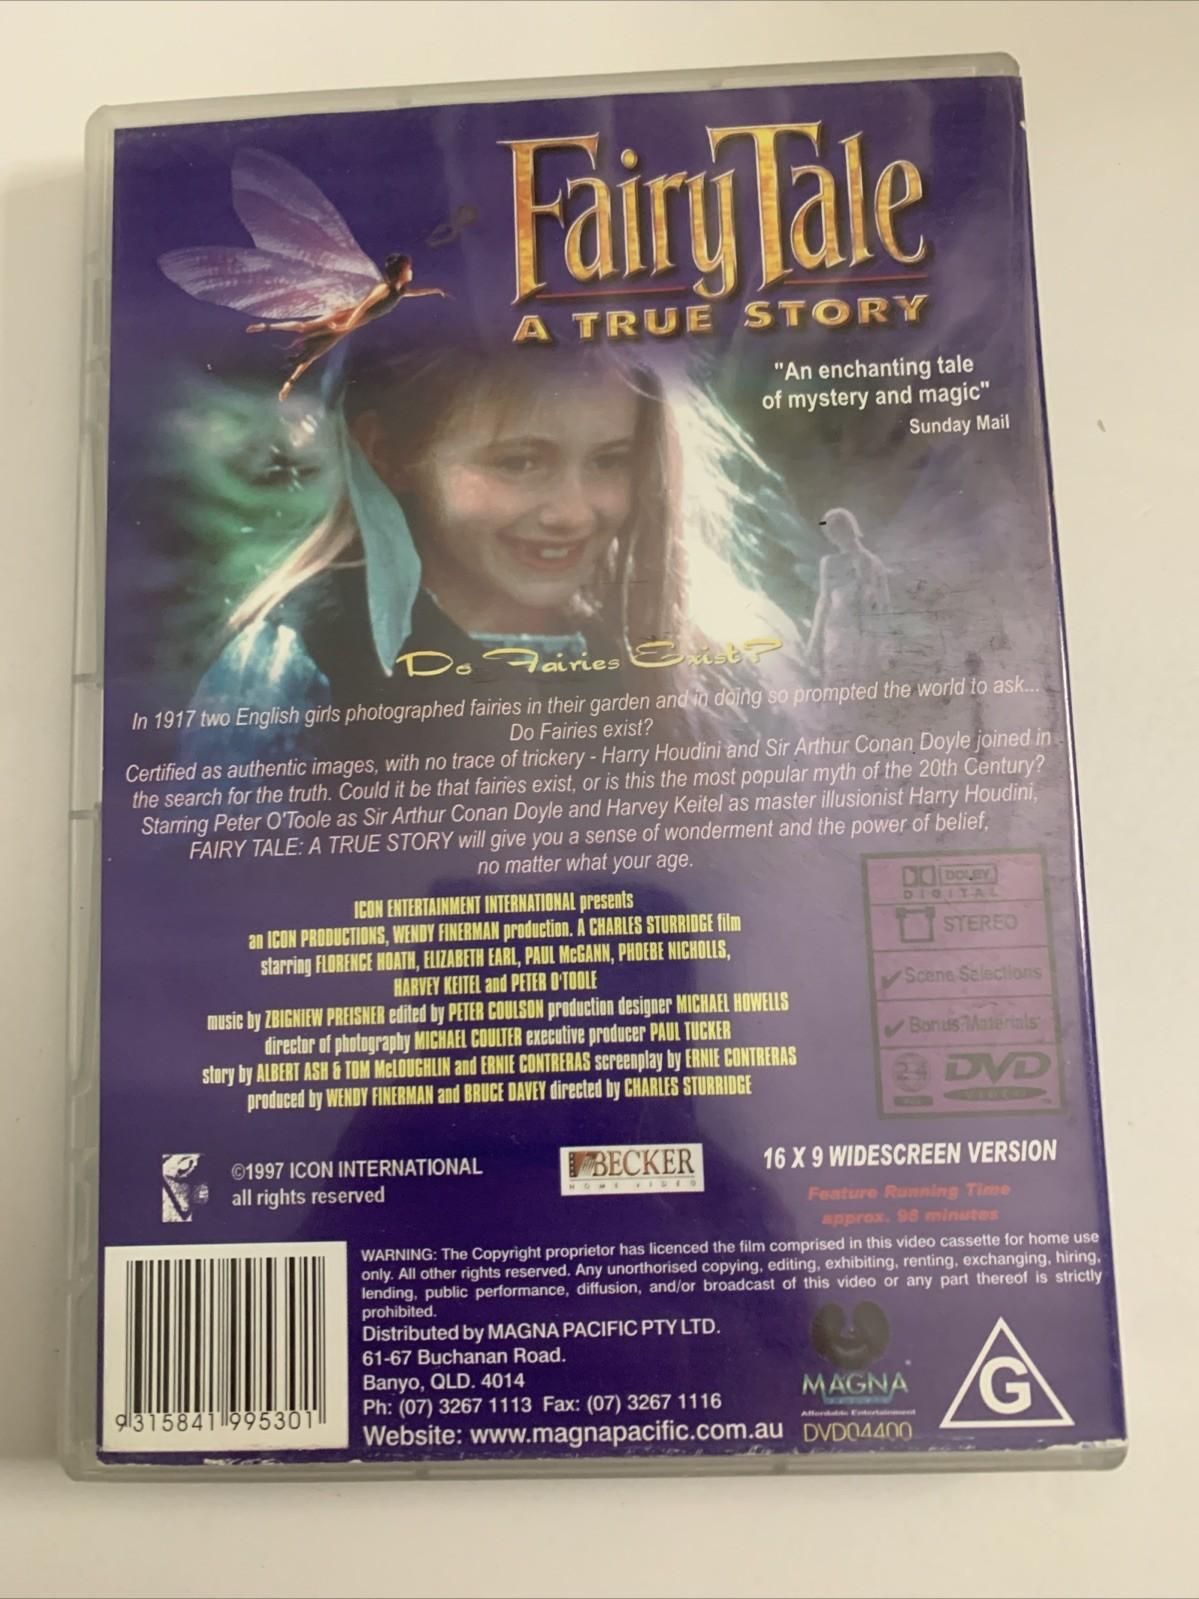 Fairy Tale
A TRUE STORY
"An enchanting tale
of mystery and magic"
Sunday Mail
Do Fairies Exist?
In 1917 two English girls photographed fairies in their garden and in doing so prompted the world to ask...
Do Fairies exist?
Certified as authentic images, with no trace of trickery - Harry Houdini and Sir Arthur Conan Doyle joined in
the search for the truth. Could it be that fairies exist, or is this the most popular myth of the 20th Century?
Starring Peter O'Toole as Sir Arthur Conan Doyle and Harvey Keitel as master illusionist Harry Houdini,
FAIRY TALE: A TRUE STORY will give you a sense of wonderment and the power of belief,
no matter what your age.
ICON ENTERTAINMENT INTERNATIONAL presents
an ICON PRODUCTIONS, WENDY FINERMAN production. A CHARLES STURRIDGE film
starring FLORENCE HOATH, ELIZABETH EARL, PAUL McGANN, PHOEBE NICHOLLS,
HARVEY KEITEL and PETER O'TOOLE
music by ZBIGNIEW PREISNER edited by PETER COULSON production designer MICHAEL HOWELLS
director of photography MICHAEL COULTER executive producer PAUL TUCKER
story by ALBERT ASH & TOM McLOUGHLIN and ERNIE CONTRERAS screenplay by ERNIE CONTRERAS
produced by WENDY FINERMAN and BRUCE DAVEY directed by CHARLES STURRIDGE
DOLBY
DIGITAL
STEREO
✓ Scene Selections
✓ Bonus Materials
2·4
DVD
VIDEO
©1997 ICON INTERNATIONAL
all rights reserved
BECKER
HOME VIDEO
16 X 9 WIDESCREEN VERSION
Feature Running Time
approx. 98 minutes
WARNING: The Copyright proprietor has licenced the film comprised in this video cassette for home use
only. All other rights reserved. Any unorthorised copying, editing, exhibiting, renting, exchanging, hiring,
lending, public performance, diffusion, and/or broadcast of this video or any part thereof is strictly
prohibited.
Distributed by MAGNA PACIFIC PTY LTD.
61-67 Buchanan Road.
Banyo, QLD. 4014
Ph: (07) 3267 1113 Fax: (07) 3267 1116
Website: www.magnapacific.com.au
MAGNA
Affordable Entertainment
DVD04400
G
9 315841 995301